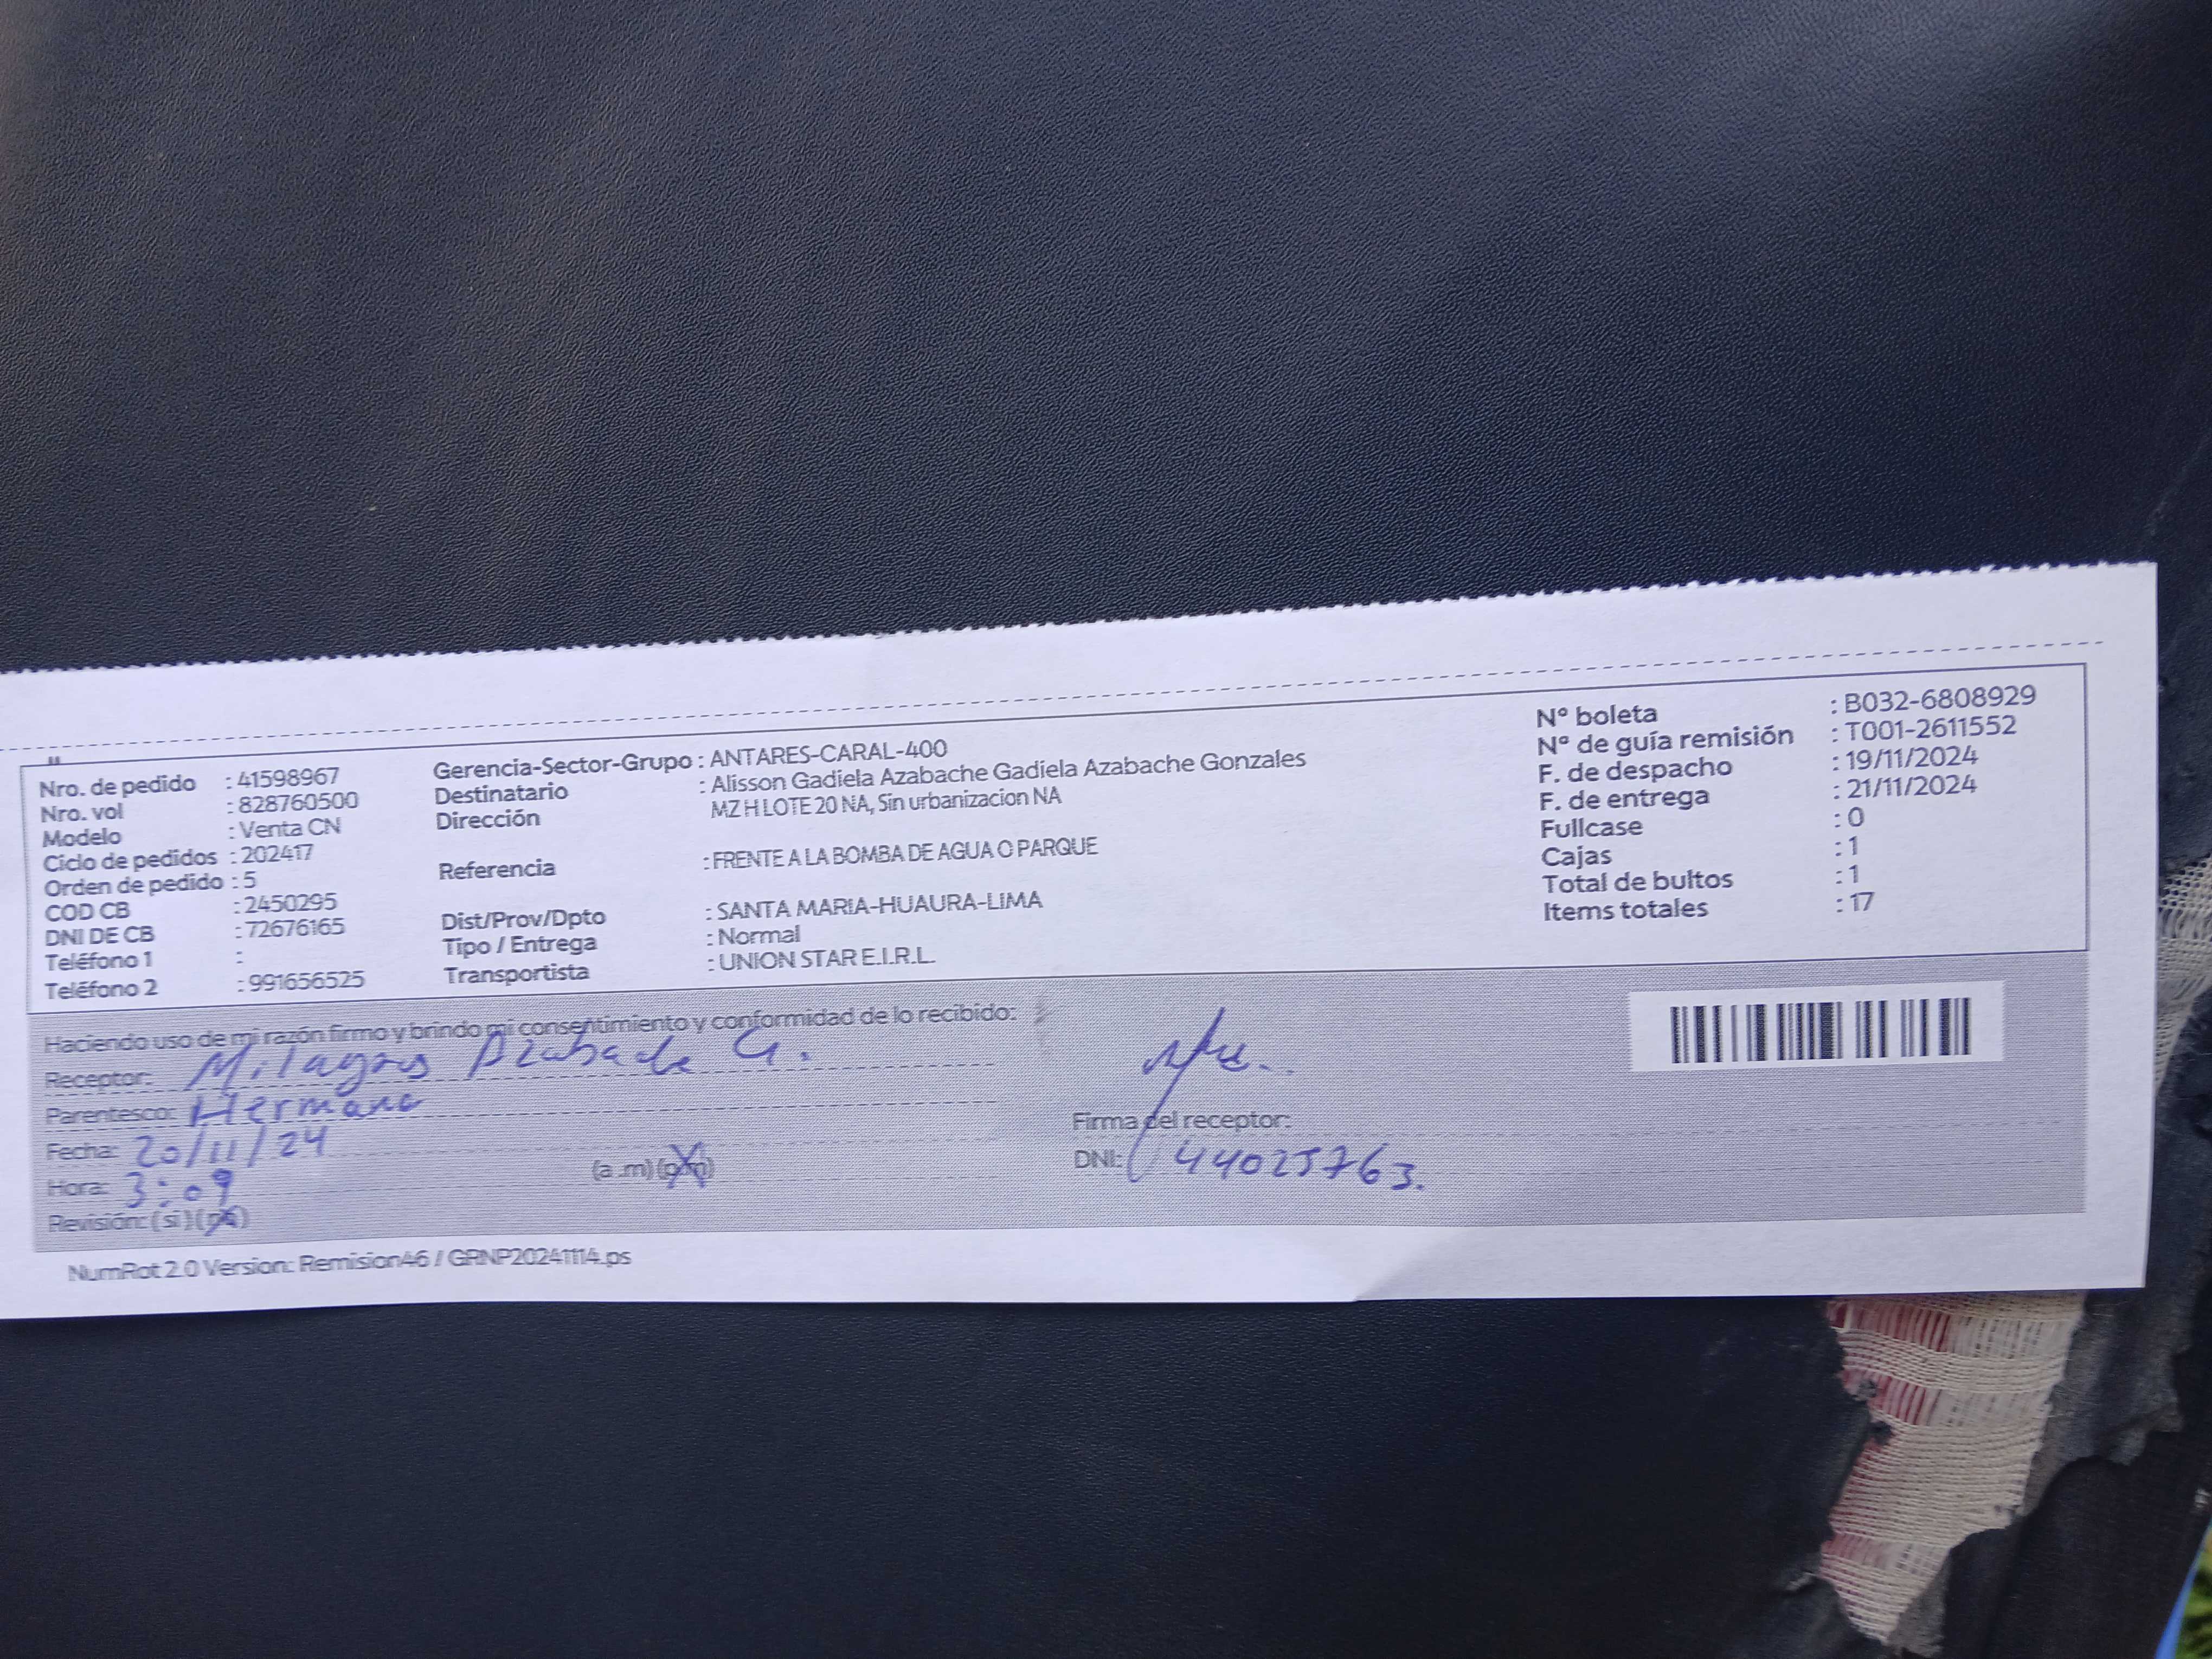 Nro. de pedido : 41598967
Nro. vol : 828760500
Modelo : Venta CN
Ciclo de pedidos : 202417
Orden de pedido : 5
COD CB : 2450295
DNI DE CB : 72676165
Teléfono 1 :
Teléfono 2 : 991656525
Gerencia-Sector-Grupo : ANTARES-CARAL-400
Destinatario : Alisson Gadiela Azabache Gadiela Azabache Gonzales
Dirección MZ H LOTE 20 NA, Sin urbanizacion NA
Referencia : FRENTE A LA BOMBA DE AGUA O PARQUE
Dist/Prov/Dpto : SANTA MARIA-HUAURA-LIMA
Tipo / Entrega : Normal
Transportista : UNION STAR E.I.R.L.
N° boleta : B032-6808929
N° de guía remisión : T001-2611552
F. de despacho : 19/11/2024
F. de entrega : 21/11/2024
Fullcase : 0
Cajas : 1
Total de bultos : 1
Items totales : 17
Haciendo uso de mi razón firmo y brindo mi consentimiento y conformidad de lo recibido:
Receptor: Milagros Azabache G.
Parentesco: Hermana
Fecha: 20/11/24
Hora: 3:09 (a .m) (p.m)
Revisión: (si) (no)
Firma del receptor:
DNI: 44025763.
NumRot 2.0 Version: Remision46 / GRNP20241114.ps